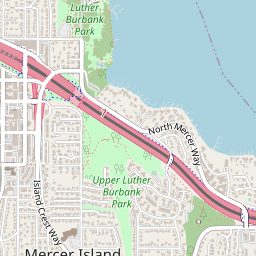 Luther
Burbank
Park
North Mercer Way
Upper Luther
Burbank
Park
Island Crest Way
Mercer Island